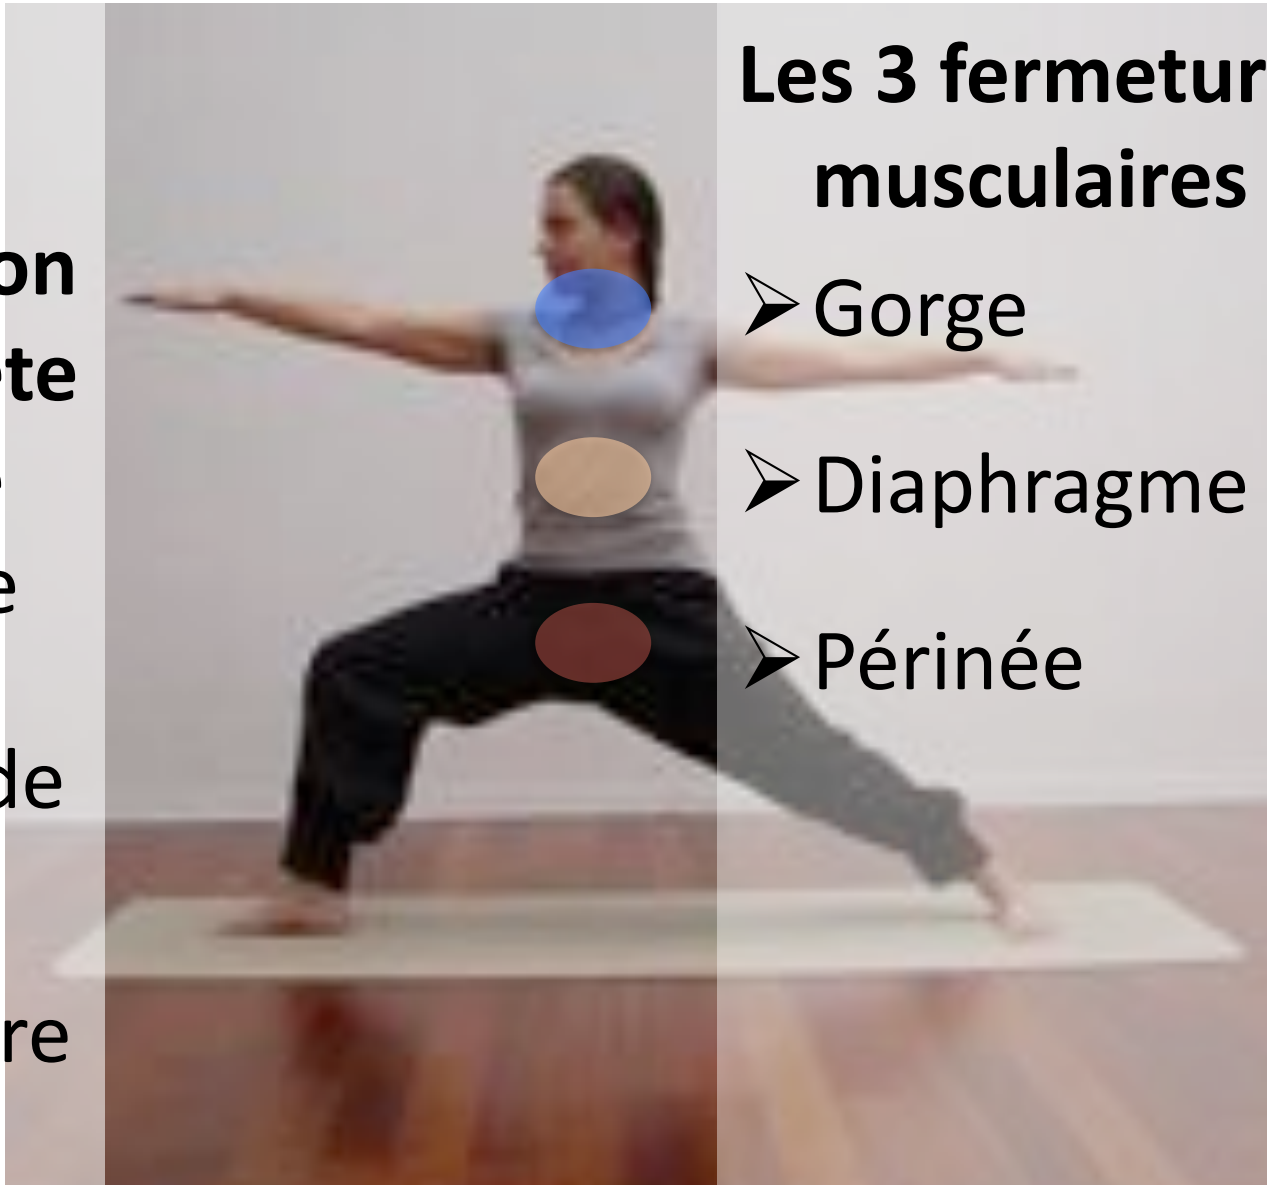 Les 3 fermetur
musculaires
Gorge
Diaphragme
Périnée
on
te
e
de
re